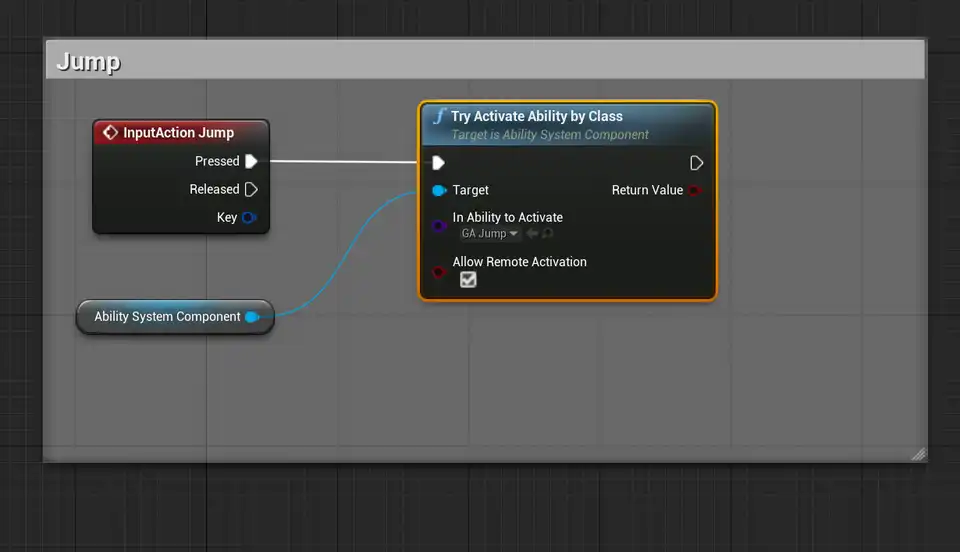 Jump
InputAction Jump
Pressed
Released
Key
Try Activate Ability by Class
Target is Ability System Component
Target
Return Value
In Ability to Activate
GA Jump
Allow Remote Activation
Ability System Component